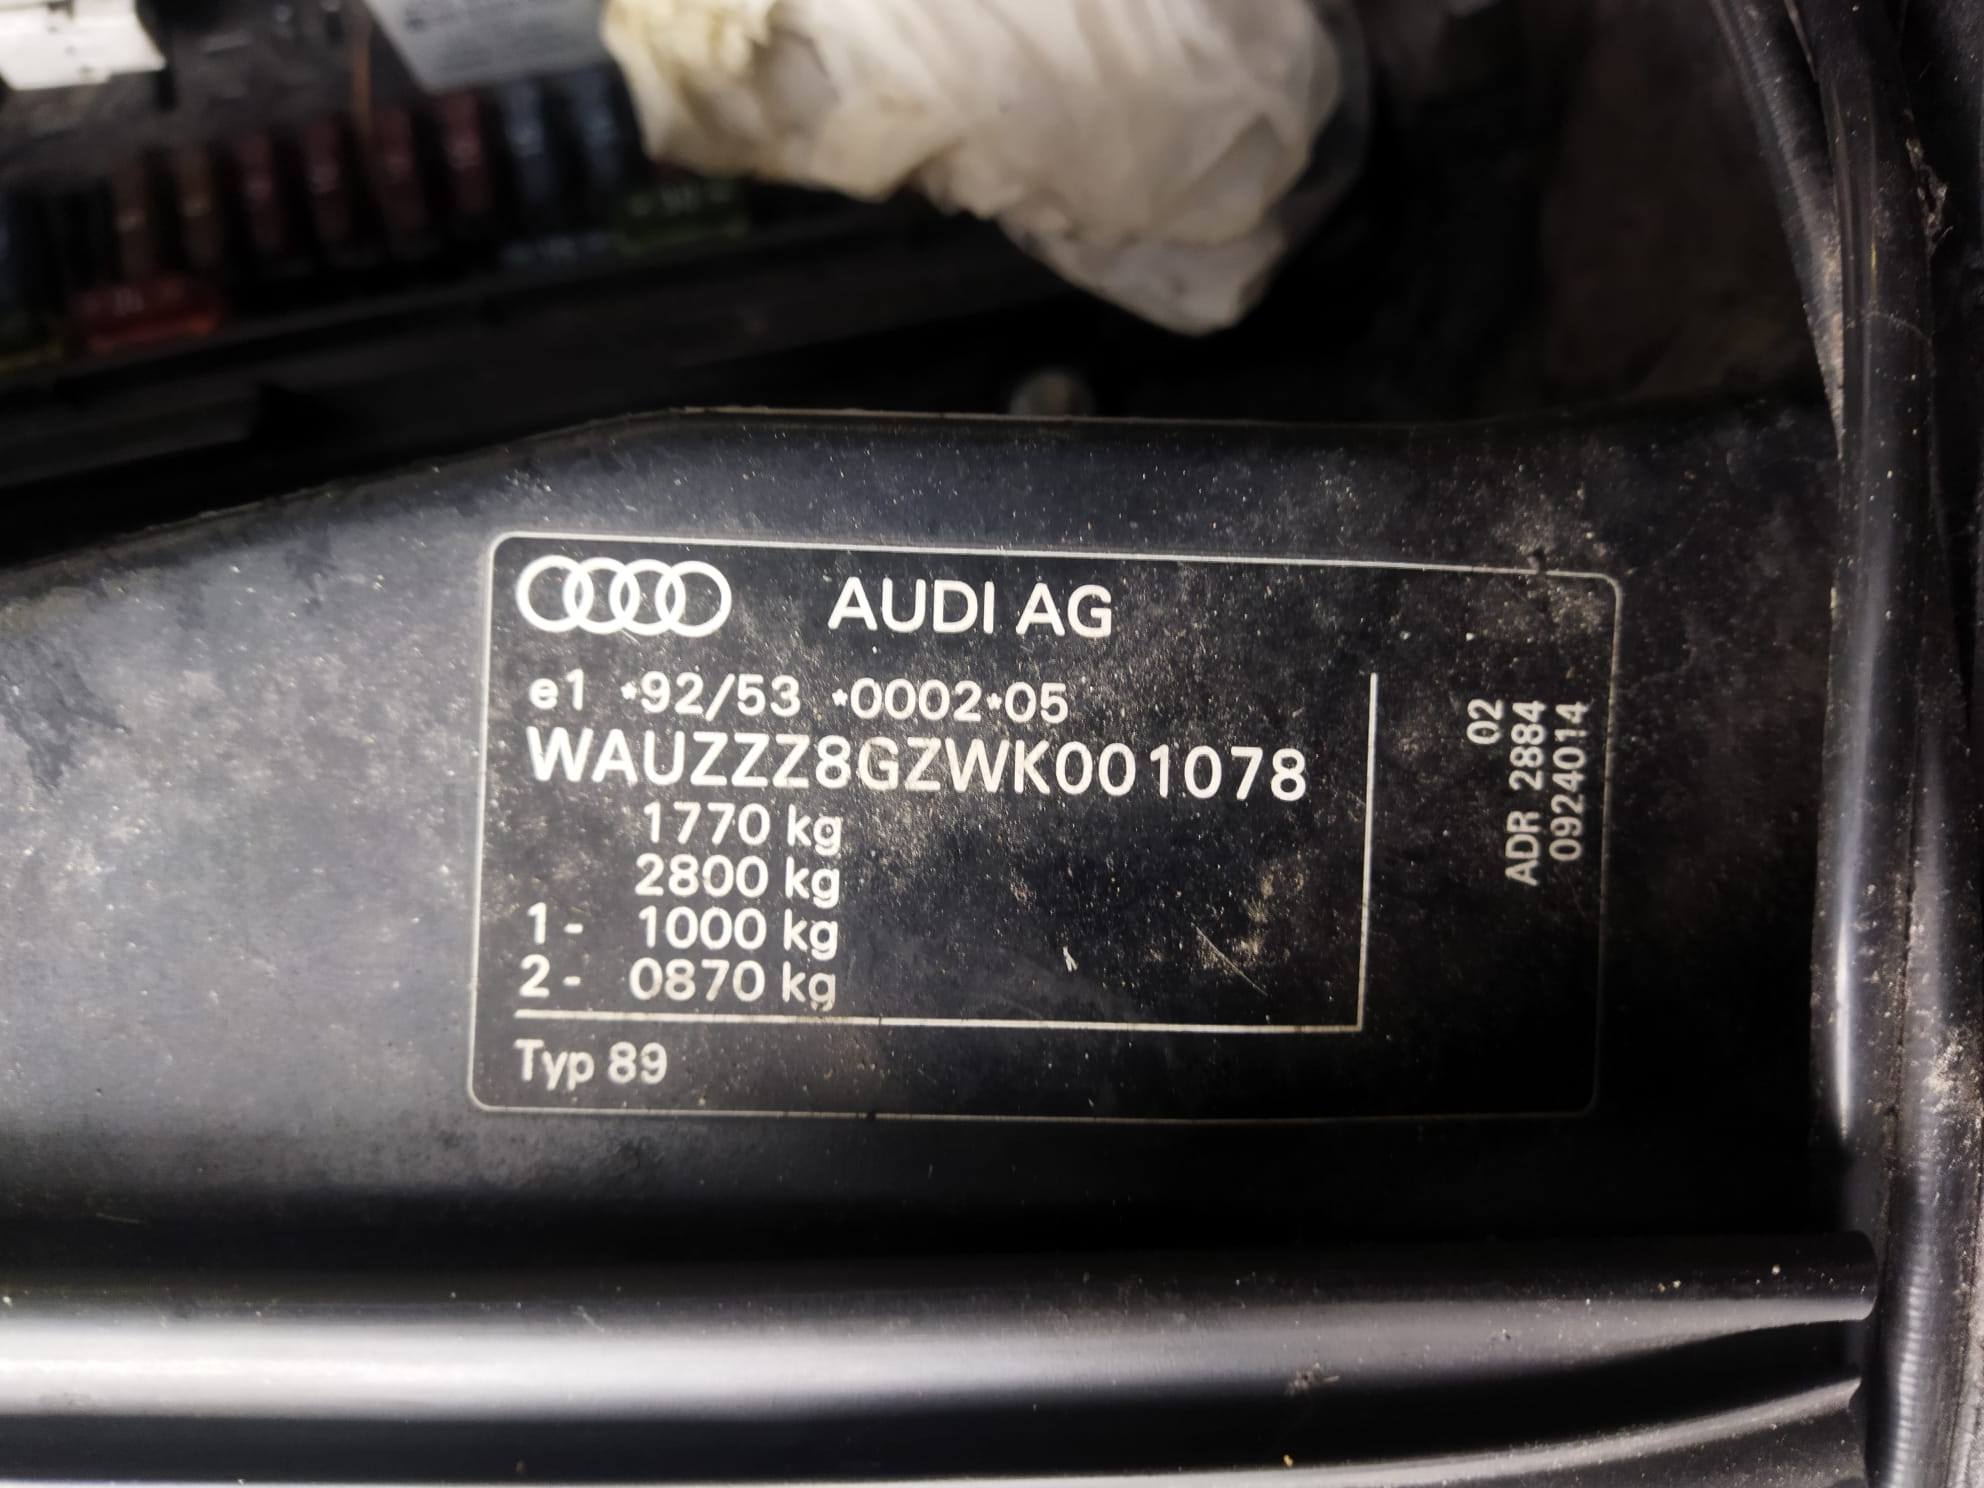 AUDI AG
e1 *92/53 *0002*05
WAUZZZ8GZWK001078
1770 kg
2800 kg
1- 1000 kg
2- 0870 kg
Typ 89
02
ADR 2884
0924014